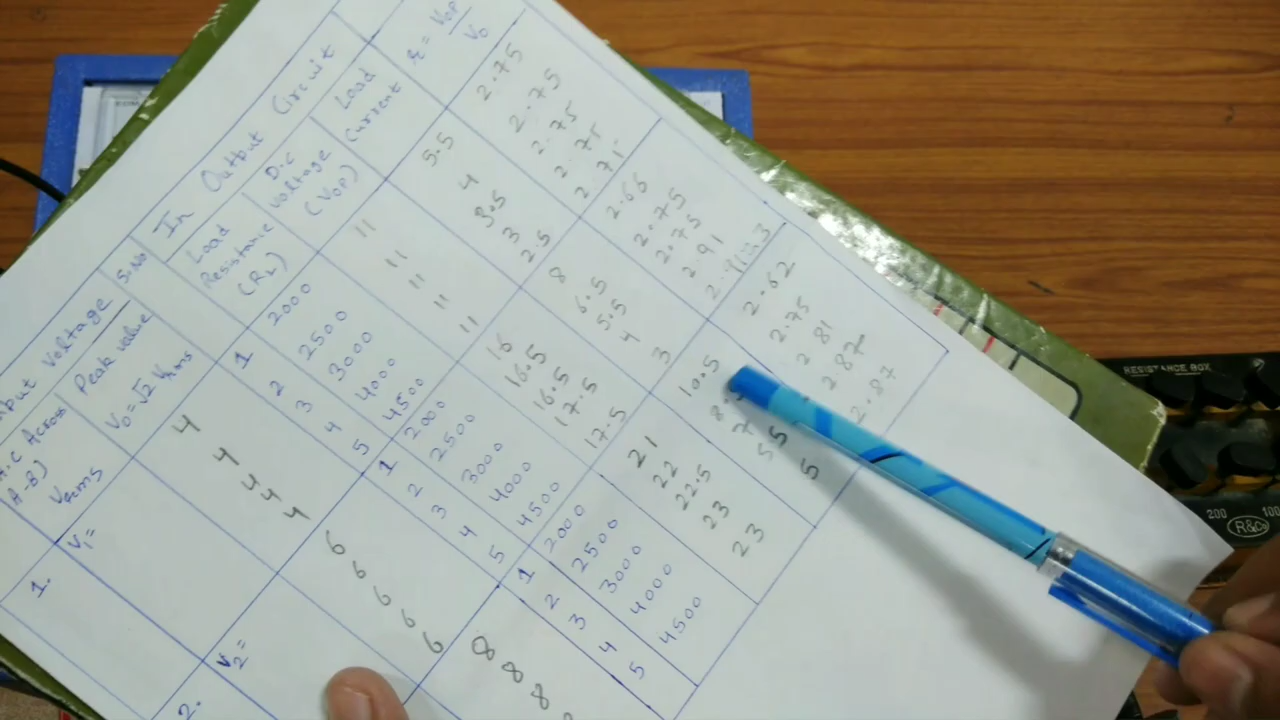 Input Voltage
S.No
In Output Circuit
A.C Across
A-B)
Vrms
Peak value
V0 = √2 Vrms
Load
Resistance
(RL)
D.C
Voltage
(VOP)
Load
Current
r = VOP/V0
1. V1=
4
4
4
4
1 2000 11 5.5 2.75
2 2500 11 4 2.75
3 3000 11 3.5 2.75
4 4000 11 3 2.75
5 4500 11 2.5 2.75
2. V2=
6
6
6
6
6
1 2000 16 8 2.66
2 2500 16.5 6.5 2.75
3 3000 16.5 5.5 2.75
4 4000 17.5 4 2.91
5 4500 17.5 3
8
8
8
1 2000 21 10.5 2.62
2 2500 22 2.75
3 3000 22.5 7 2.81
4 4000 23 5.5 2.87
5 4500 23 5 2.87
RESISTANCE BOX
200 100
R&Co